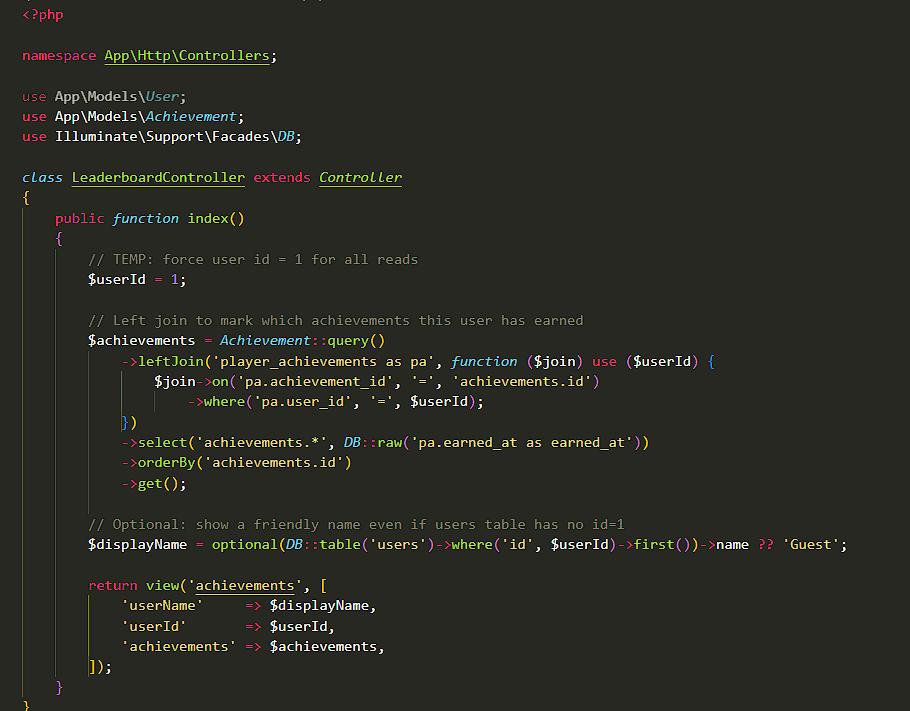 <?php
namespace App\Http\Controllers;
use App\Models\User;
use App\Models\Achievement;
use Illuminate\Support\Facades\DB;
class LeaderboardController extends Controller
{
    public function index()
    {
        // TEMP: force user id = 1 for all reads
        $userId = 1;
        // Left join to mark which achievements this user has earned
        $achievements = Achievement::query()
            ->leftJoin('player_achievements as pa', function ($join) use ($userId) {
                $join->on('pa.achievement_id', '=', 'achievements.id')
                    ->where('pa.user_id', '=', $userId);
            })
            ->select('achievements.*', DB::raw('pa.earned_at as earned_at'))
            ->orderBy('achievements.id')
            ->get();
        // Optional: show a friendly name even if users table has no id=1
        $displayName = optional(DB::table('users')->where('id', $userId)->first())->name ?? 'Guest';
        return view('achievements', [
            'userName'     => $displayName,
            'userId'       => $userId,
            'achievements' => $achievements,
        ]);
    }
}